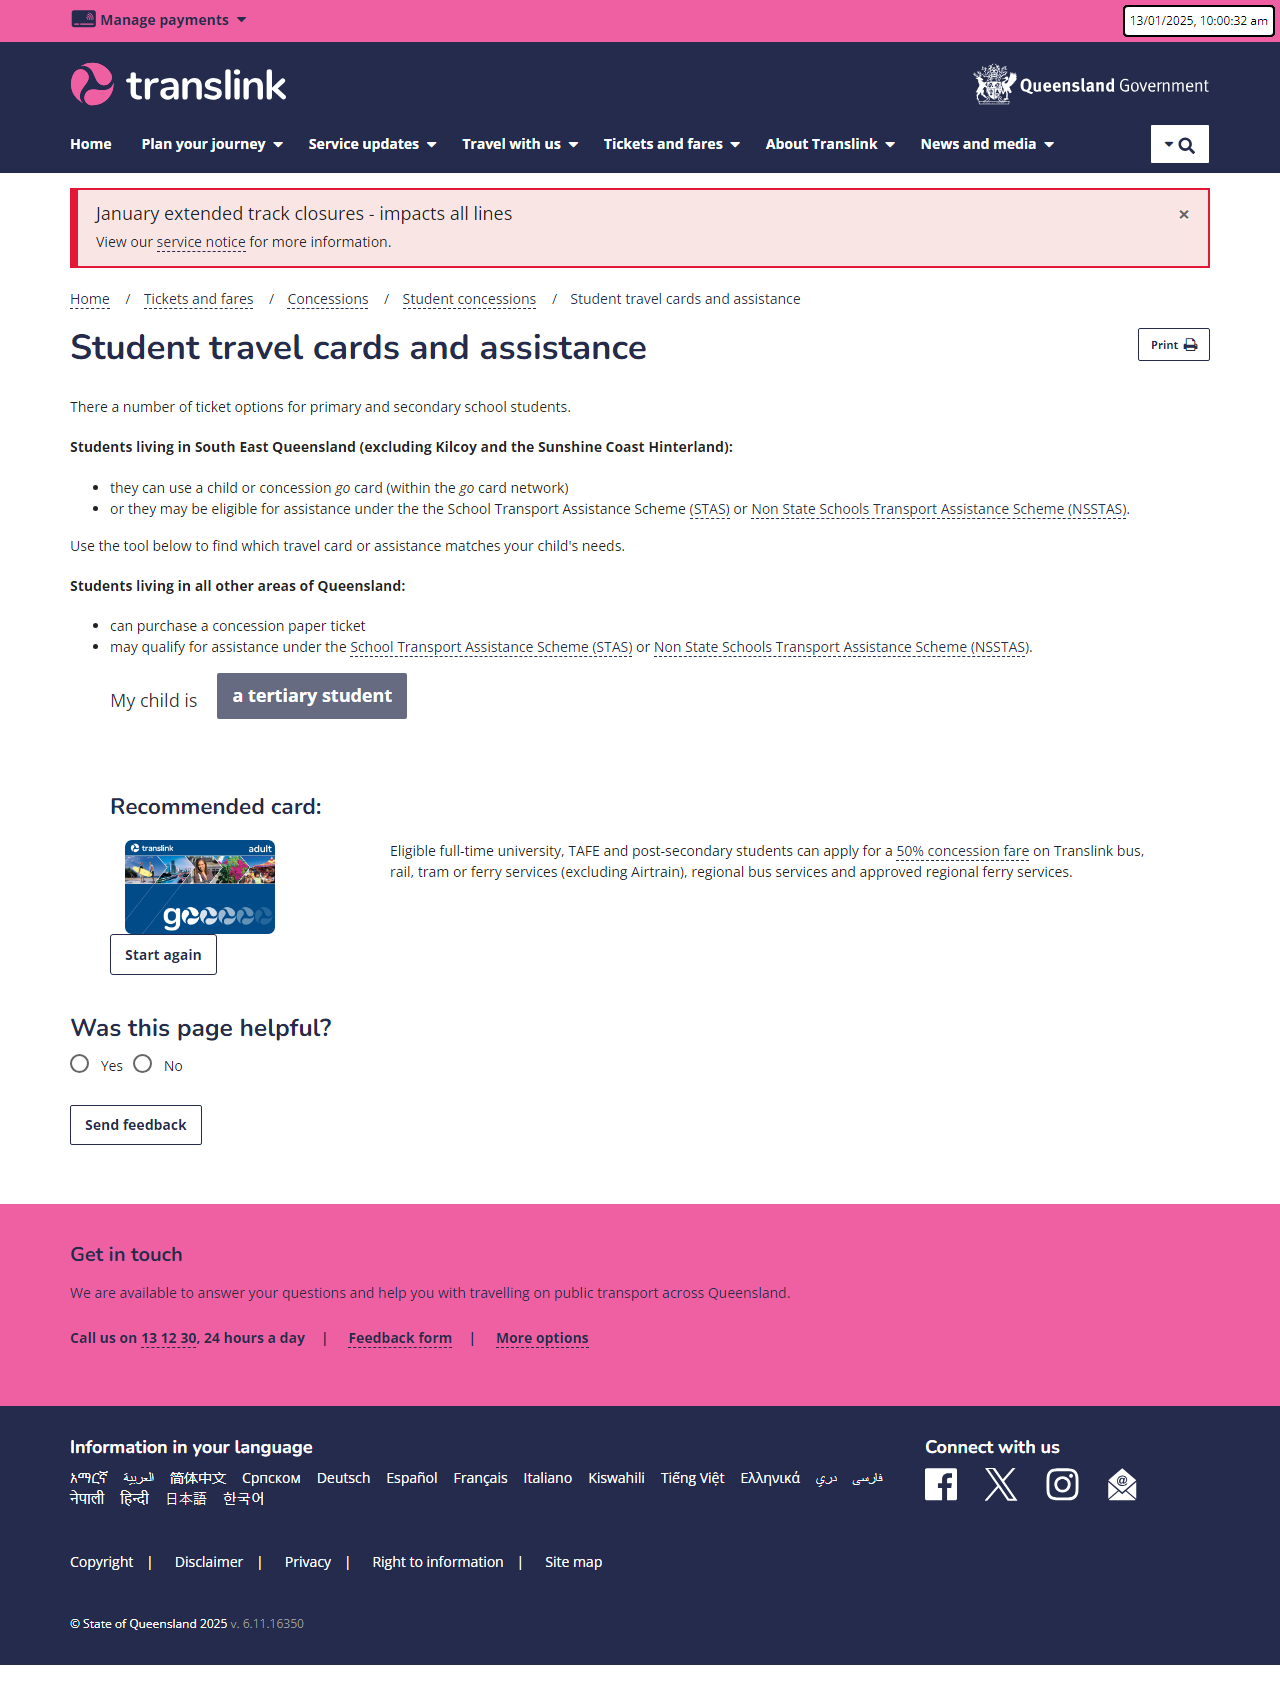 Manage payments
13/01/2025, 10:00:32 am
translink
Queensland Government
Home Plan your journey Service updates Travel with us Tickets and fares About Translink News and media
January extended track closures - impacts all lines
×
View our service notice for more information.
Home / Tickets and fares / Concessions / Student concessions / Student travel cards and assistance
Student travel cards and assistance
Print
There a number of ticket options for primary and secondary school students.
Students living in South East Queensland (excluding Kilcoy and the Sunshine Coast Hinterland):
• they can use a child or concession go card (within the go card network)
• or they may be eligible for assistance under the the School Transport Assistance Scheme (STAS) or Non State Schools Transport Assistance Scheme (NSSTAS).
Use the tool below to find which travel card or assistance matches your child's needs.
Students living in all other areas of Queensland:
• can purchase a concession paper ticket
• may qualify for assistance under the School Transport Assistance Scheme (STAS) or Non State Schools Transport Assistance Scheme (NSSTAS).
My child is a tertiary student
Recommended card:
translink adult
go
Eligible full-time university, TAFE and post-secondary students can apply for a 50% concession fare on Translink bus,
rail, tram or ferry services (excluding Airtrain), regional bus services and approved regional ferry services.
Start again
Was this page helpful?
Yes No
Send feedback
Get in touch
We are available to answer your questions and help you with travelling on public transport across Queensland.
Call us on 13 12 30, 24 hours a day | Feedback form | More options
Information in your language
Connect with us
አማርኛ العربية 简体中文 Српском Deutsch Español Français Italiano Kiswahili Tiếng Việt Ελληνικά دری فارسی
नेपाली हिन्दी 日本語 한국어
Copyright | Disclaimer | Privacy | Right to information | Site map
© State of Queensland 2025 v. 6.11.16350